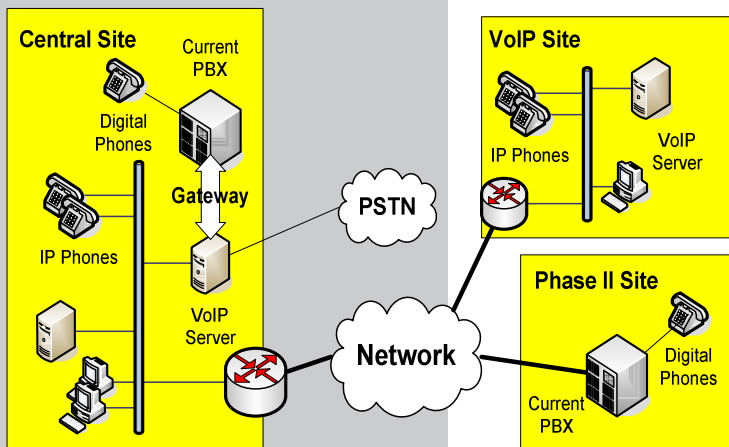 Central Site
Current
PBX
Digital
Phones
Gateway
IP Phones
VoIP
Server
PSTN
Network
VoIP Site
IP Phones
VoIP
Server
Phase II Site
Digital
Phones
Current
PBX